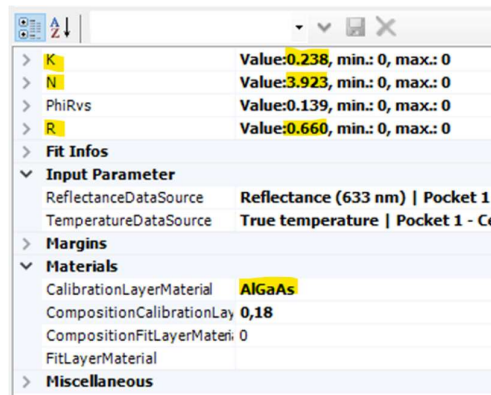 K Value:0.238, min.: 0, max.: 0
N Value:3.923, min.: 0, max.: 0
PhiRvs Value:0.139, min.: 0, max.: 0
R Value:0.660, min.: 0, max.: 0
Fit Infos
Input Parameter
ReflectanceDataSource Reflectance (633 nm) | Pocket 1
TemperatureDataSource True temperature | Pocket 1 - Ce
Margins
Materials
CalibrationLayerMaterial AlGaAs
CompositionCalibrationLay 0,18
CompositionFitLayerMateri 0
FitLayerMaterial
Miscellaneous